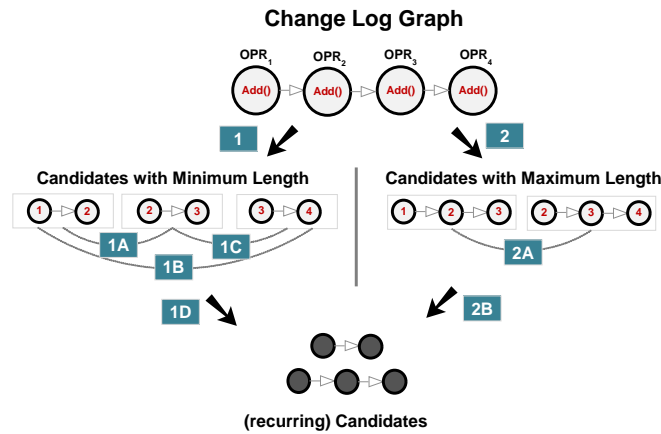 Change Log Graph
OPR1 OPR2 OPR3 OPR4
Add() Add() Add() Add()
1 2
Candidates with Minimum Length Candidates with Maximum Length
1 2 2 3 3 4 1 2 3 2 3 4
1A 1C 2A
1B
1D 2B
(recurring) Candidates